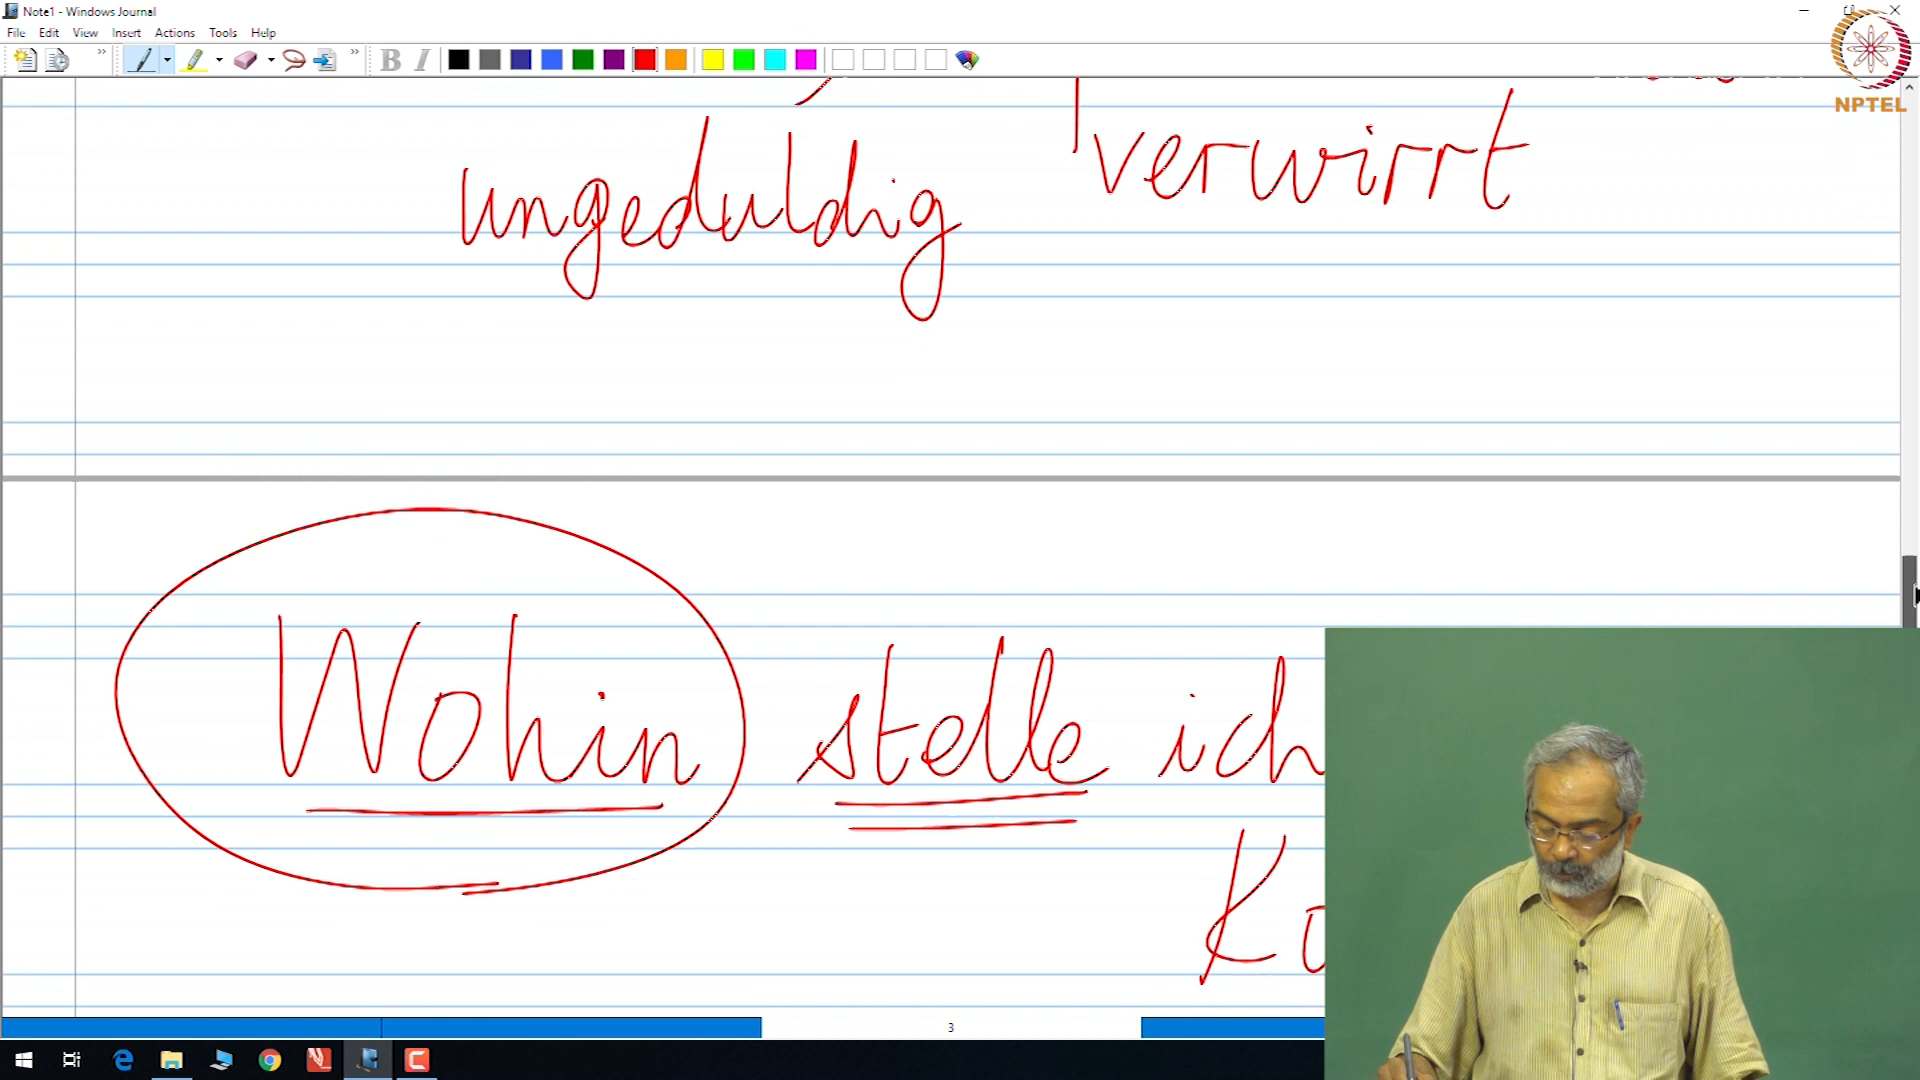 Note1 - Windows Journal
File Edit View Insert Actions Tools Help
B I
NPTEL
verwirrt
ungeduldig
Wohin stelle ich
3